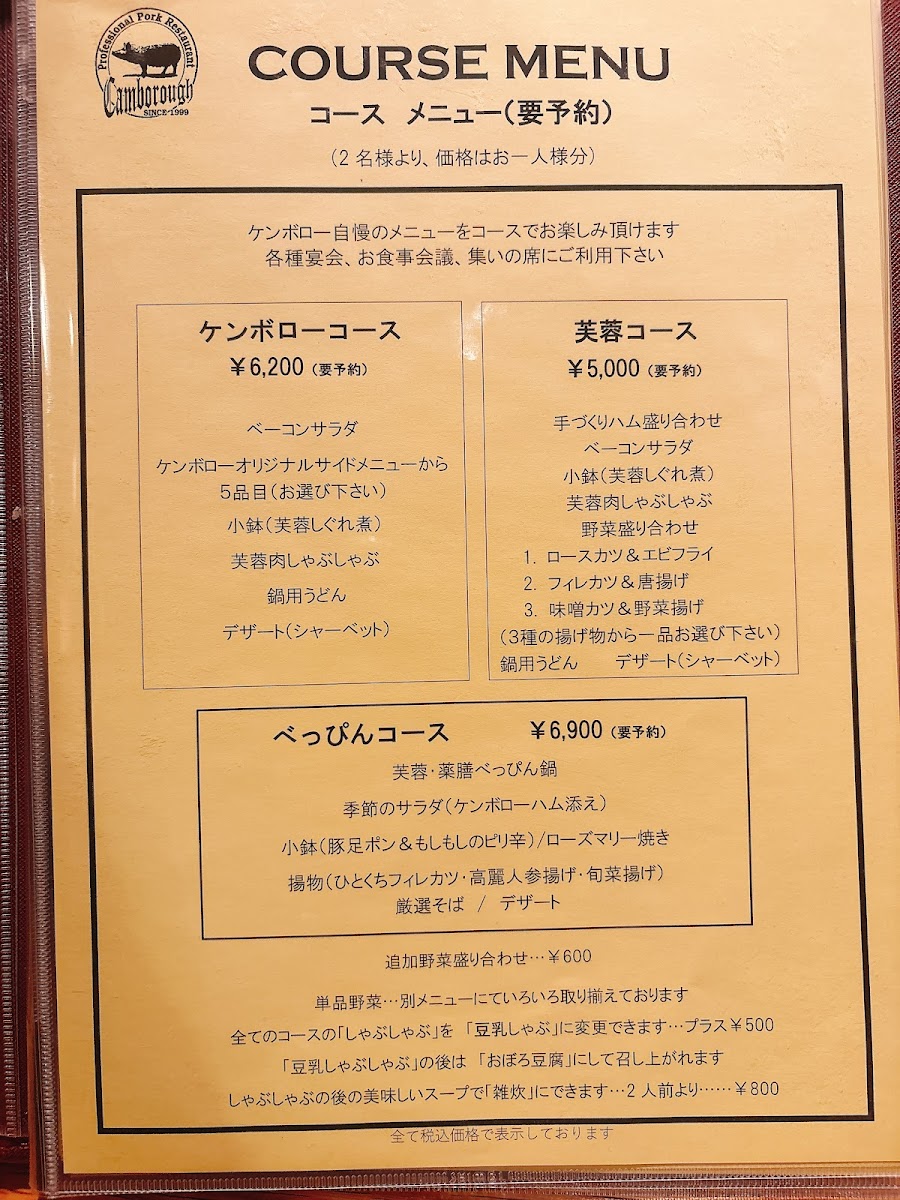 Professional Pork Restaurant
Camborough
SINCE 1999
COURSE MENU
コース メニュー(要予約)
(2 名様より、価格はお一人様分)
ケンボロー自慢のメニューをコースでお楽しみ頂けます
各種宴会、お食事会議、集いの席にご利用下さい
ケンボローコース
￥6,200 (要予約)
ベーコンサラダ
ケンボローオリジナルサイドメニューから
5品目(お選び下さい)
小鉢(芙蓉しぐれ煮)
芙蓉肉しゃぶしゃぶ
鍋用うどん
デザート(シャーベット)
芙蓉コース
￥5,000 (要予約)
手づくりハム盛り合わせ
ベーコンサラダ
小鉢(芙蓉しぐれ煮)
芙蓉肉しゃぶしゃぶ
野菜盛り合わせ
1. ロースカツ＆エビフライ
2. フィレカツ＆唐揚げ
3. 味噌カツ＆野菜揚げ
(3種の揚げ物から一品お選び下さい)
鍋用うどん デザート(シャーベット)
べっぴんコース ￥6,900 (要予約)
芙蓉・薬膳べっぴん鍋
季節のサラダ(ケンボローハム添え)
小鉢(豚足ポン＆もしもしのピリ辛)/ローズマリー焼き
揚物(ひとくちフィレカツ・高麗人参揚げ・旬菜揚げ)
厳選そば / デザート
追加野菜盛り合わせ…￥600
単品野菜…別メニューにていろいろ取り揃えております
全てのコースの「しゃぶしゃぶ」を 「豆乳しゃぶ」に変更できます…プラス￥500
「豆乳しゃぶしゃぶ」の後は 「おぼろ豆腐」にして召し上がれます
しゃぶしゃぶの後の美味しいスープで「雑炊」にできます…2 人前より……￥800
全て税込価格で表示しております